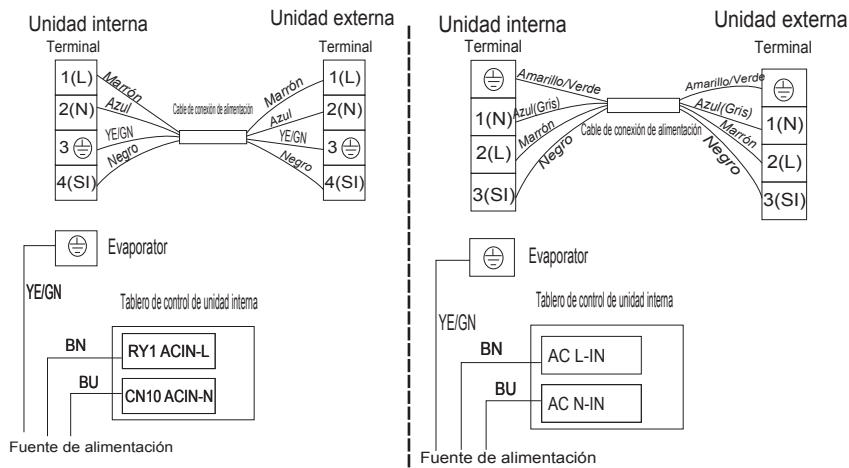 Unidad interna
Unidad externa
Terminal
Terminal
1(L)
Marrón
Marrón
1(L)
2(N)
Azul
Cable de conexión de alimentación
Azul
2(N)
3
YE/GN
YE/GN
3
4(SI)
Negro
Negro
4(SI)
Evaporator
YE/GN
Tablero de control de unidad interna
BN
RY1 ACIN-L
BU
CN10 ACIN-N
Fuente de alimentación
Unidad interna
Unidad externa
Terminal
Terminal
Amarillo/Verde
Amarillo/Verde
1(N)
Azul(Gris)
Cable de conexión de alimentación
Azul(Gris)
1(N)
2(L)
Marrón
Marrón
2(L)
3(SI)
Negro
Negro
3(SI)
Evaporator
YE/GN
Tablero de control de unidad interna
BN
AC L-IN
BU
AC N-IN
Fuente de alimentación